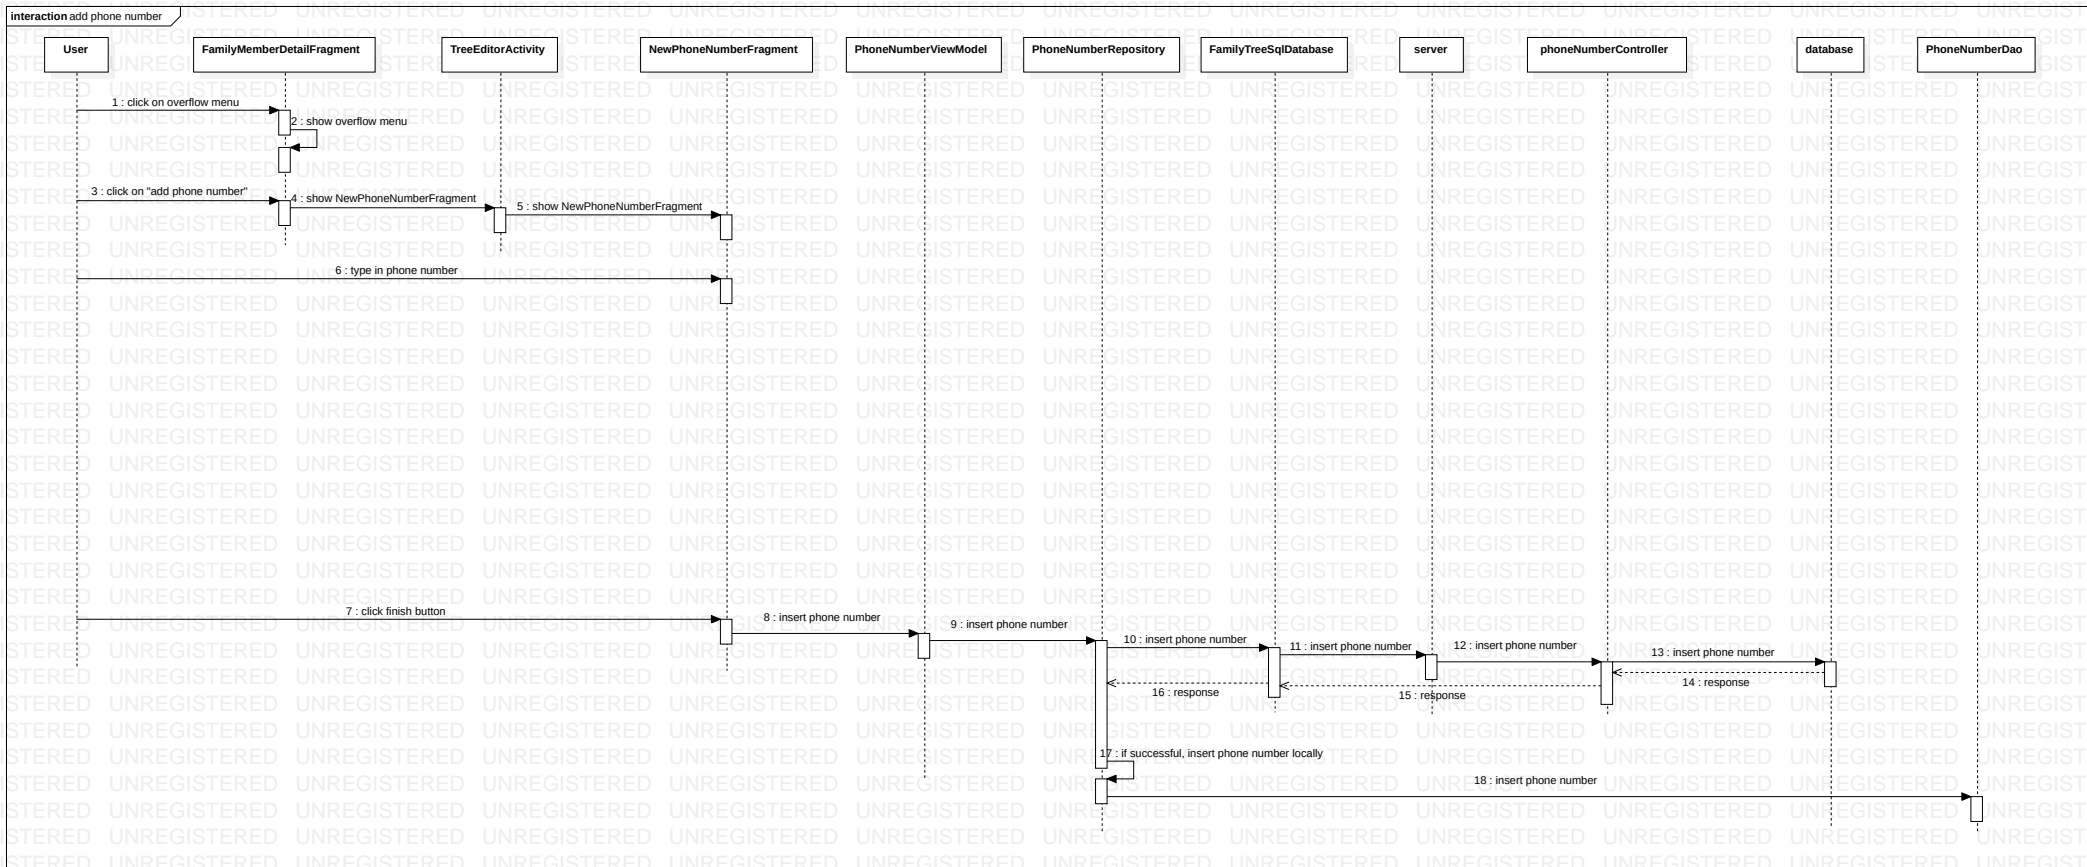 interaction add phone number
User
FamilyMemberDetailFragment
TreeEditorActivity
NewPhoneNumberFragment
PhoneNumberViewModel
PhoneNumberRepository
FamilyTreeSqlDatabase
server
phoneNumberController
database
PhoneNumberDao
1 : click on overflow menu
2 : show overflow menu
3 : click on "add phone number"
4 : show NewPhoneNumberFragment
5 : show NewPhoneNumberFragment
6 : type in phone number
7 : click finish button
8 : insert phone number
9 : insert phone number
10 : insert phone number
11 : insert phone number
12 : insert phone number
13 : insert phone number
14 : response
15 : response
16 : response
17 : if successful, insert phone number locally
18 : insert phone number
UNREGISTERED